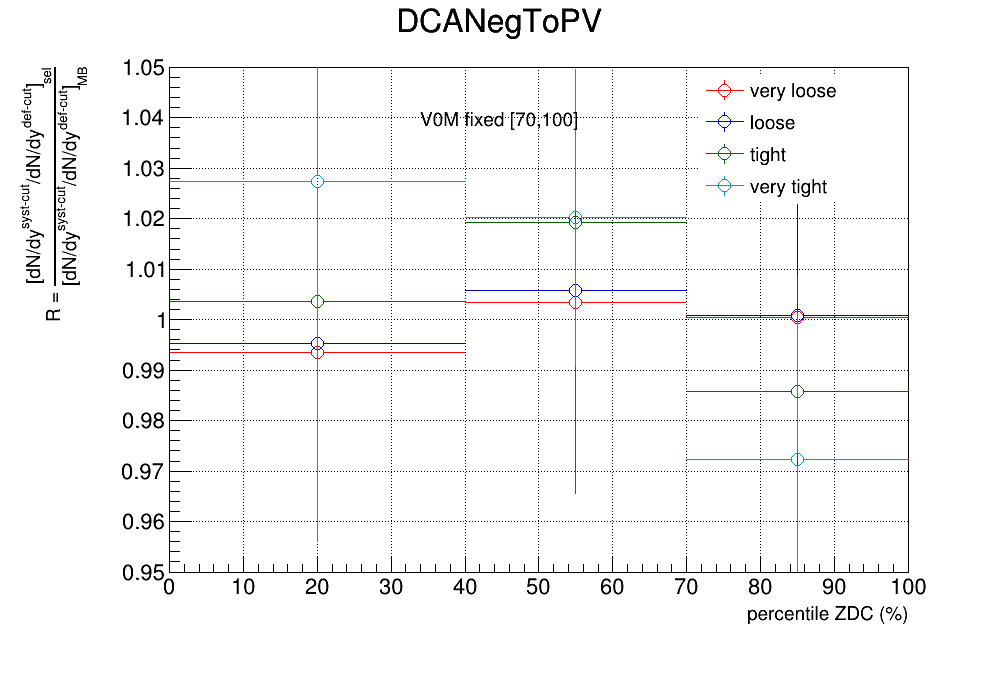 DCANegToPV
R = [dN/dy^syst-cut/dN/dy^def-cut]_sel
[dN/dy^syst-cut/dN/dy^def-cut]_MB
1.05
1.04
1.03
1.02
1.01
1
0.99
0.98
0.97
0.96
0.95
V0M fixed [70,100]
very loose
loose
tight
very tight
0 10 20 30 40 50 60 70 80 90 100
percentile ZDC (%)